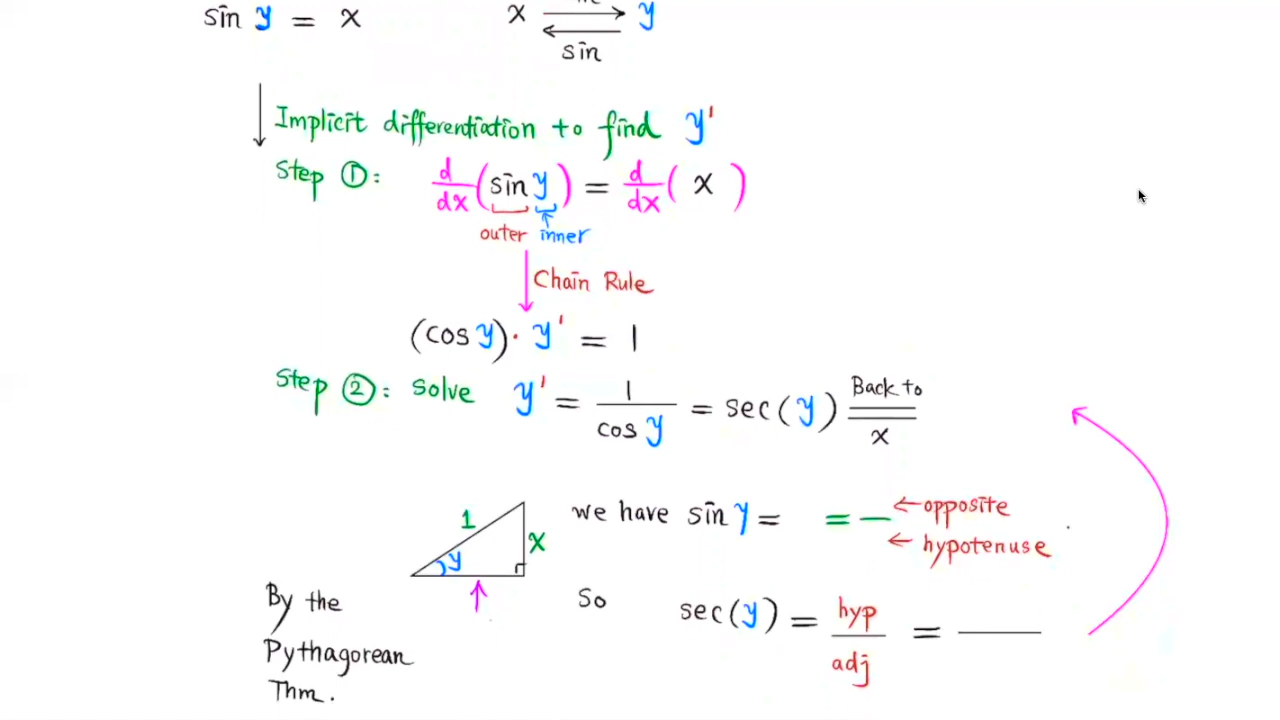 sin y = x x ⇄ y
sin
Implicit differentiation to find y'
Step ①: d/dx (sin y) = d/dx ( x )
outer inner
Chain Rule
(cos y) · y' = 1
Step ②: solve y' = 1/cos y = sec(y) Back to
x
1 x y
we have sin y = = — ← opposite
← hypotenuse
By the
Pythagorean
Thm.
So sec(y) = hyp/adj = —